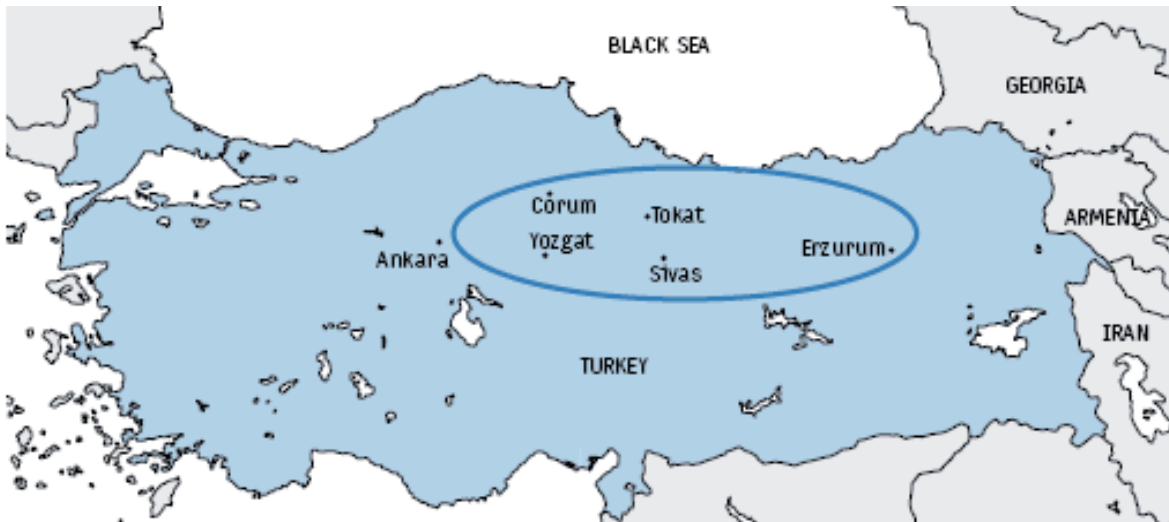 BLACK SEA
GEORGIA
Corum
Tokat
ARMENIA
Yozgat
Ankara
Erzurum
Sivas
IRAN
TURKEY